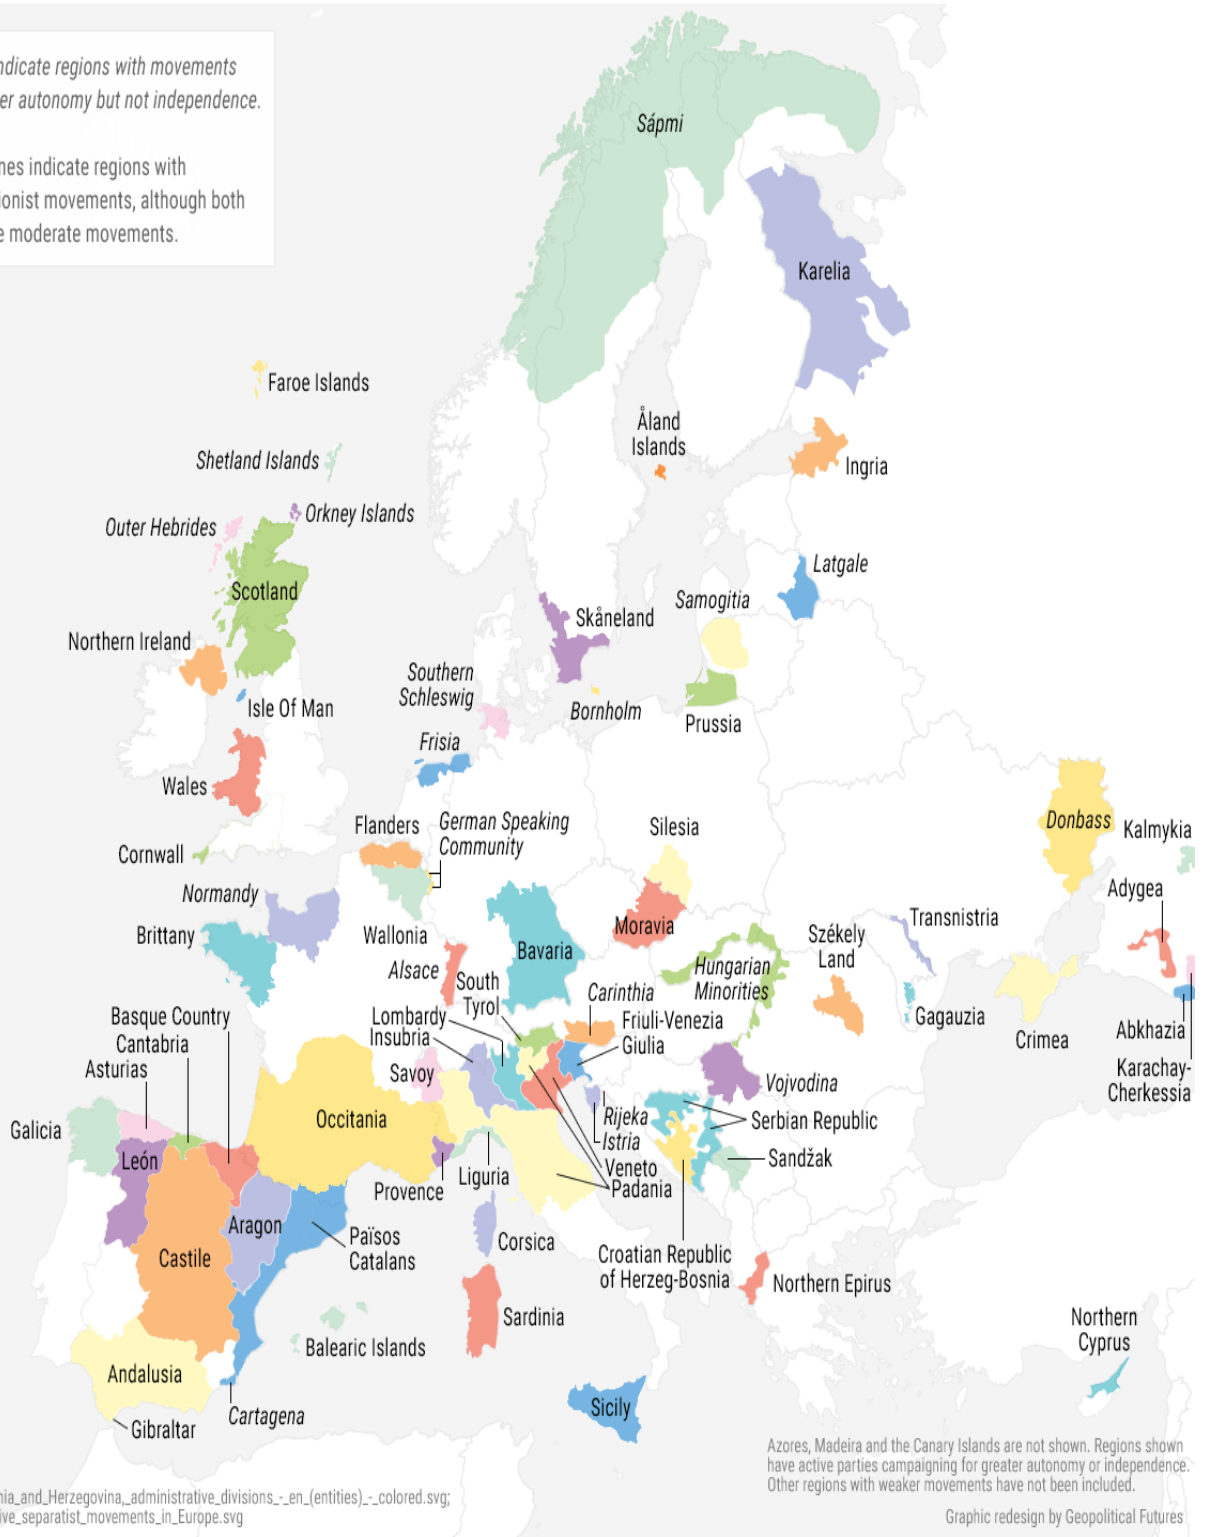 ndicate regions with movements
er autonomy but not independence.
nes indicate regions with
ionist movements, although both
e moderate movements.
Sápmi
Karelia
Faroe Islands
Åland
Islands
Shetland Islands
Ingria
Orkney Islands
Outer Hebrides
Latgale
Scotland
Samogitia
Skåneland
Northern Ireland
Southern
Schleswig
Isle Of Man
Bornholm
Prussia
Frisia
Wales
Flanders
German Speaking
Community
Silesia
Donbass
Kalmykia
Cornwall
Normandy
Adygea
Transnistria
Brittany
Wallonia
Moravia
Székely
Land
Bavaria
Alsace
Hungarian
Minorities
South
Tyrol
Carinthia
Basque Country
Lombardy
Friuli-Venezia
Giulia
Gagauzia
Crimea
Abkhazia
Cantabria
Insubria
Asturias
Savoy
Karachay-
Cherkessia
Vojvodina
Occitania
Rijeka
Serbian Republic
Galicia
Istria
León
Sandžak
Veneto
Liguria
Padania
Provence
Aragon
Països
Catalans
Corsica
Castile
Croatian Republic
of Herzeg-Bosnia
Northern Epirus
Sardinia
Northern
Cyprus
Balearic Islands
Andalusia
Sicily
Cartagena
Gibraltar
Azores, Madeira and the Canary Islands are not shown. Regions shown
have active parties campaigning for greater autonomy or independence.
Other regions with weaker movements have not been included.
nia_and_Herzegovina,_administrative_divisions_-_en_(entities)_-_colored.svg;
ive_separatist_movements_in_Europe.svg
Graphic redesign by Geopolitical Futures